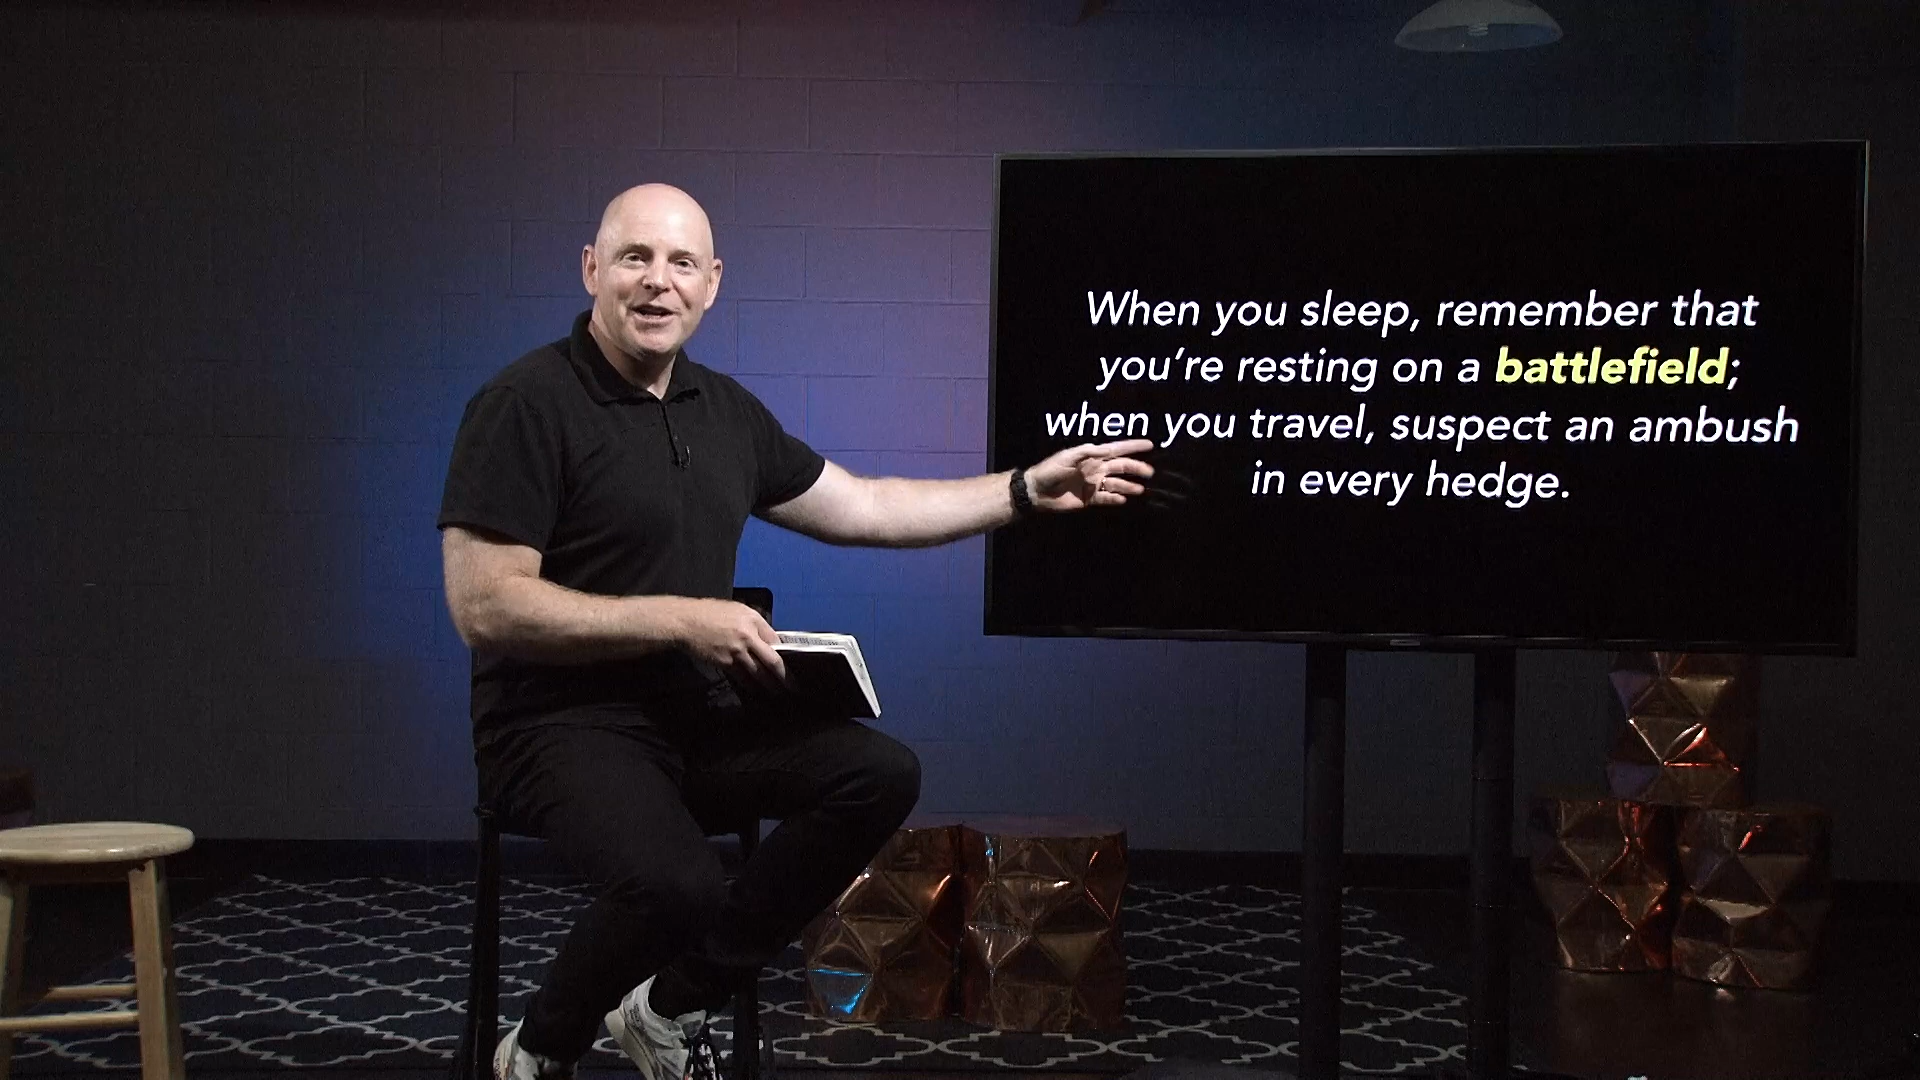 When you sleep, remember that
you're resting on a battlefield;
when you travel, suspect an ambush
in every hedge.